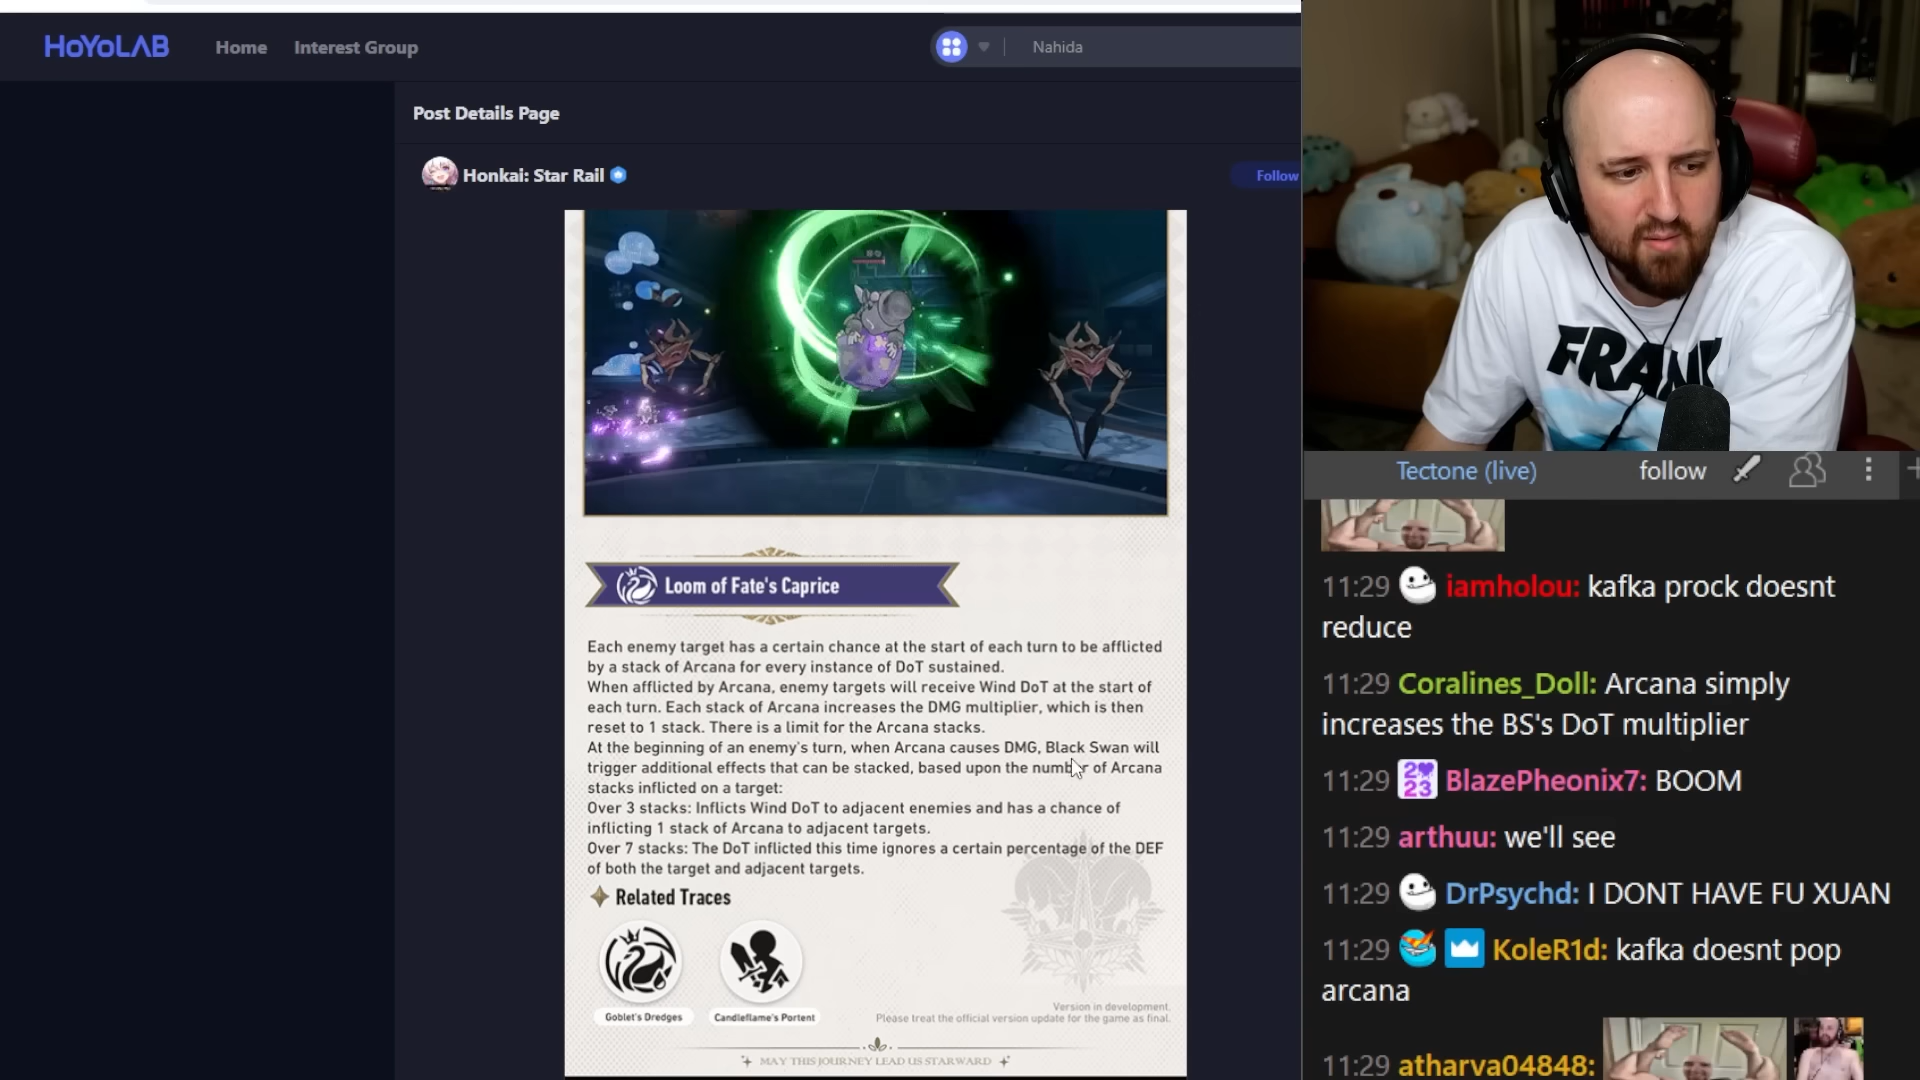 HoYoLAB
Home
Interest Group
Nahida
Post Details Page
Honkai: Star Rail
Follow
Loom of Fate's Caprice
Each enemy target has a certain chance at the start of each turn to be afflicted
by a stack of Arcana for every instance of DoT sustained.
When afflicted by Arcana, enemy targets will receive Wind DoT at the start of
each turn. Each stack of Arcana increases the DMG multiplier, which is then
reset to 1 stack. There is a limit for the Arcana stacks.
At the beginning of an enemy's turn, when Arcana causes DMG, Black Swan will
trigger additional effects that can be stacked, based upon the number of Arcana
stacks inflicted on a target:
Over 3 stacks: Inflicts Wind DoT to adjacent enemies and has a chance of
inflicting 1 stack of Arcana to adjacent targets.
Over 7 stacks: The DoT inflicted this time ignores a certain percentage of the DEF
of both the target and adjacent targets.
Related Traces
Goblet's Dredges
Candleflame's Portent
Version in development.
Please treat the official version update for the game as final.
MAY THIS JOURNEY LEAD US STARWARD
FRANK
Tectone (live)
follow
11:29 iamholou: kafka prock doesnt
reduce
11:29 Coralines_Doll: Arcana simply
increases the BS's DoT multiplier
11:29 2023 BlazePheonix7: BOOM
11:29 arthuu: we'll see
11:29 DrPsychd: I DONT HAVE FU XUAN
11:29 KoleR1d: kafka doesnt pop
arcana
11:29 atharva04848: